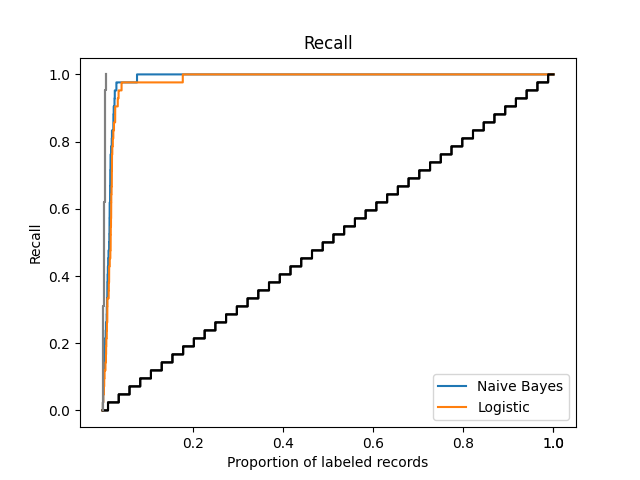 Recall
1.0
0.8
0.6
0.4
0.2
0.0
Recall
0.2 0.4 0.6 0.8 1.0
Proportion of labeled records
Naive Bayes
Logistic